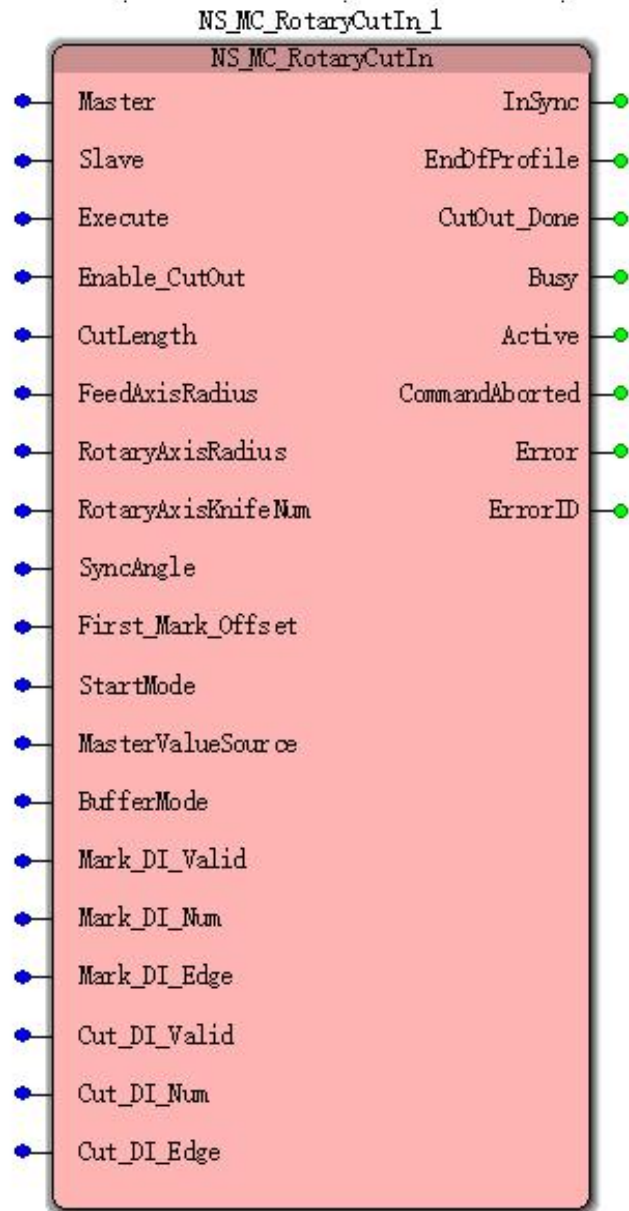 NS_MC_RotaryCutIn_1
NS_MC_RotaryCutIn
Master InSync
Slave EndOfProfile
Execute CutOut_Done
Enable_CutOut Busy
CutLength Active
FeedAxisRadius CommandAborted
RotaryAxisRadius Error
RotaryAxisKnifeNum ErrorID
SyncAngle
First_Mark_Offset
StartMode
MasterValueSource
BufferMode
Mark_DI_Valid
Mark_DI_Num
Mark_DI_Edge
Cut_DI_Valid
Cut_DI_Num
Cut_DI_Edge